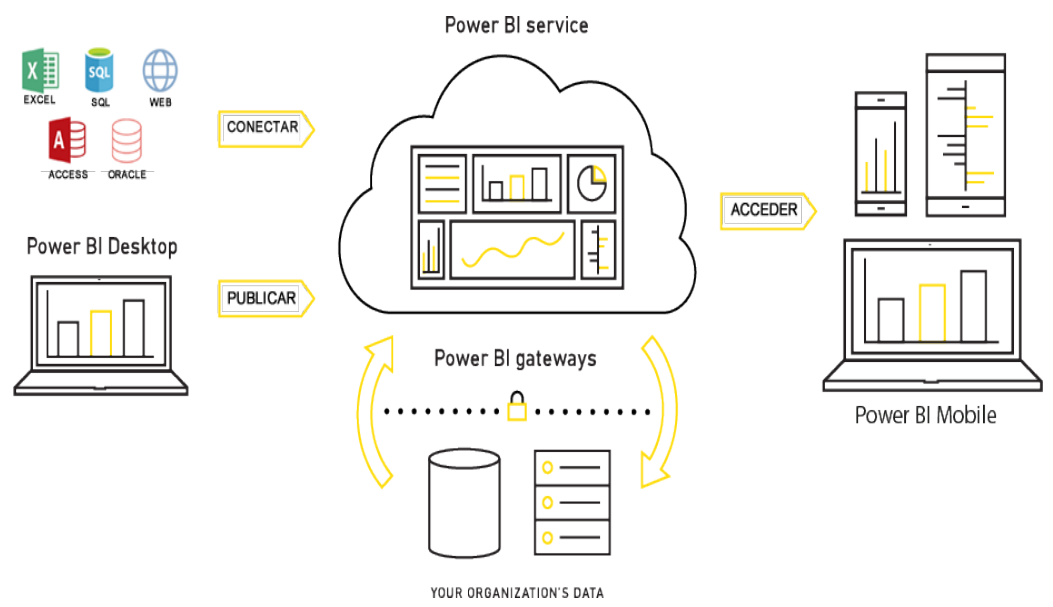 Power BI service
X
SQL
EXCEL
SQL
WEB
A
ACCESS
ORACLE
CONECTAR
Power BI Desktop
PUBLICAR
ACCEDER
Power BI gateways
Power BI Mobile
YOUR ORGANIZATION'S DATA